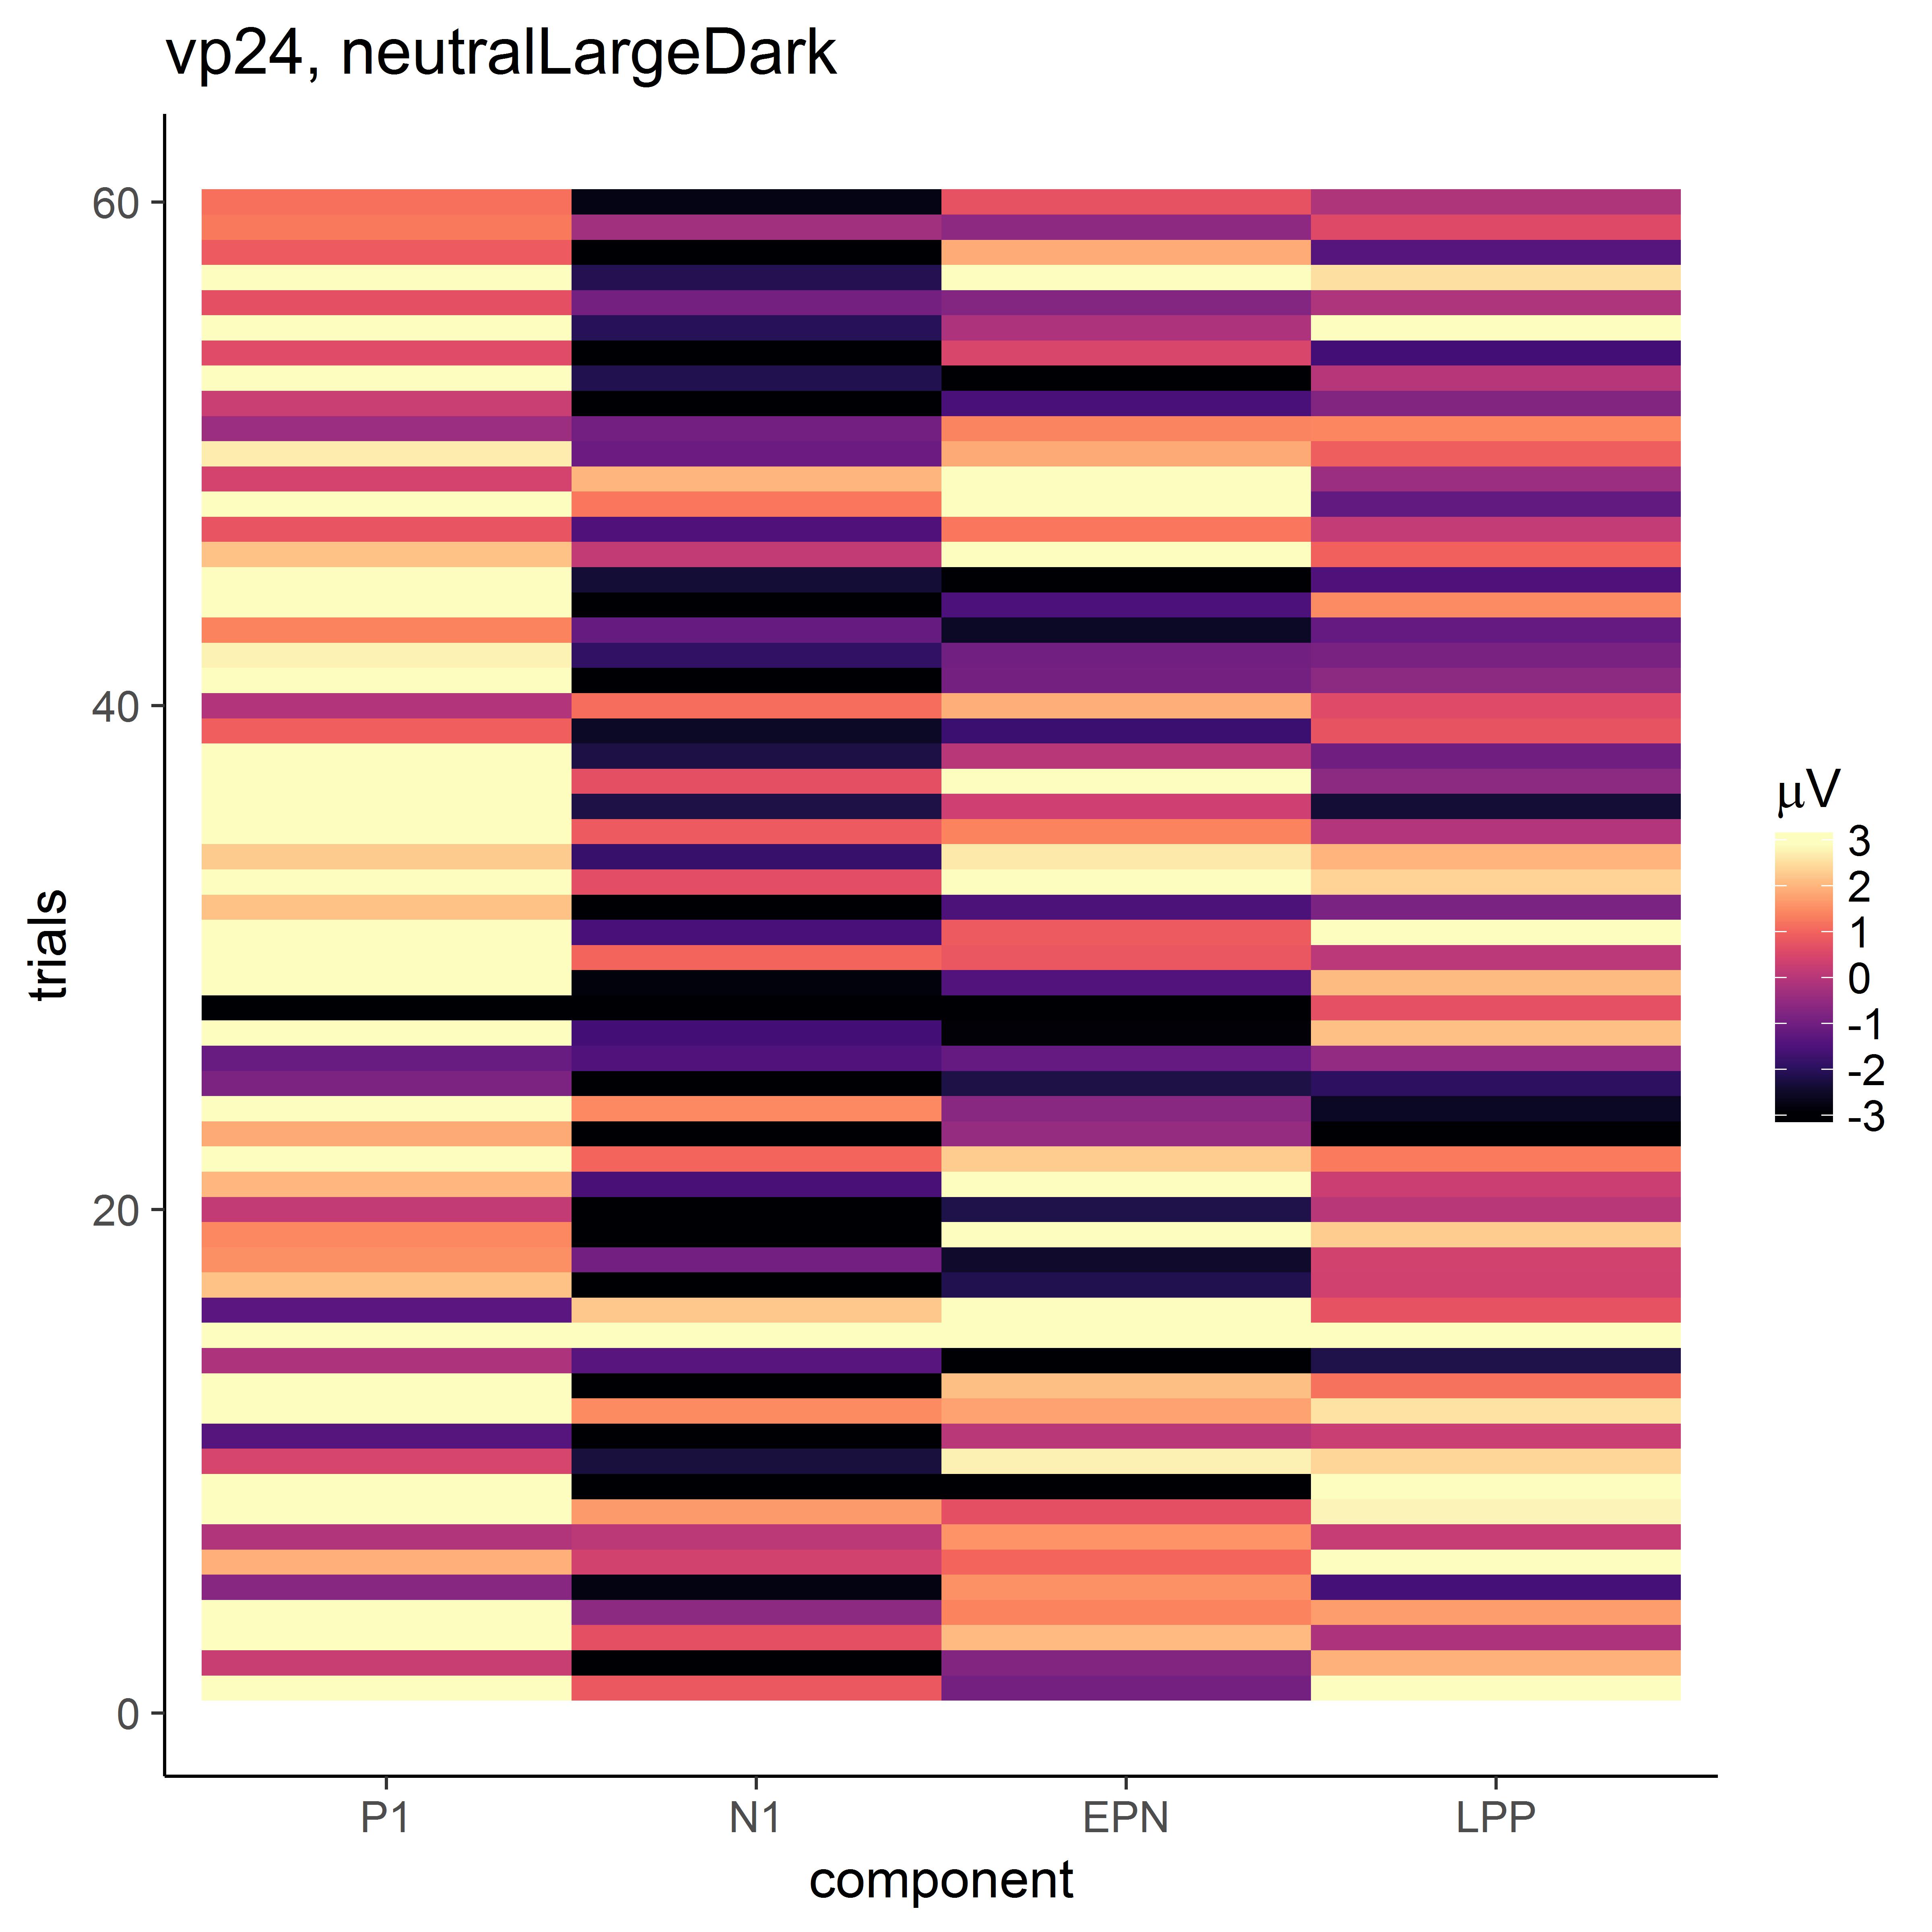 vp24, neutralLargeDark
60
40
20
0
trials
P1 N1 EPN LPP
component
μV
3
2
1
0
-1
-2
-3